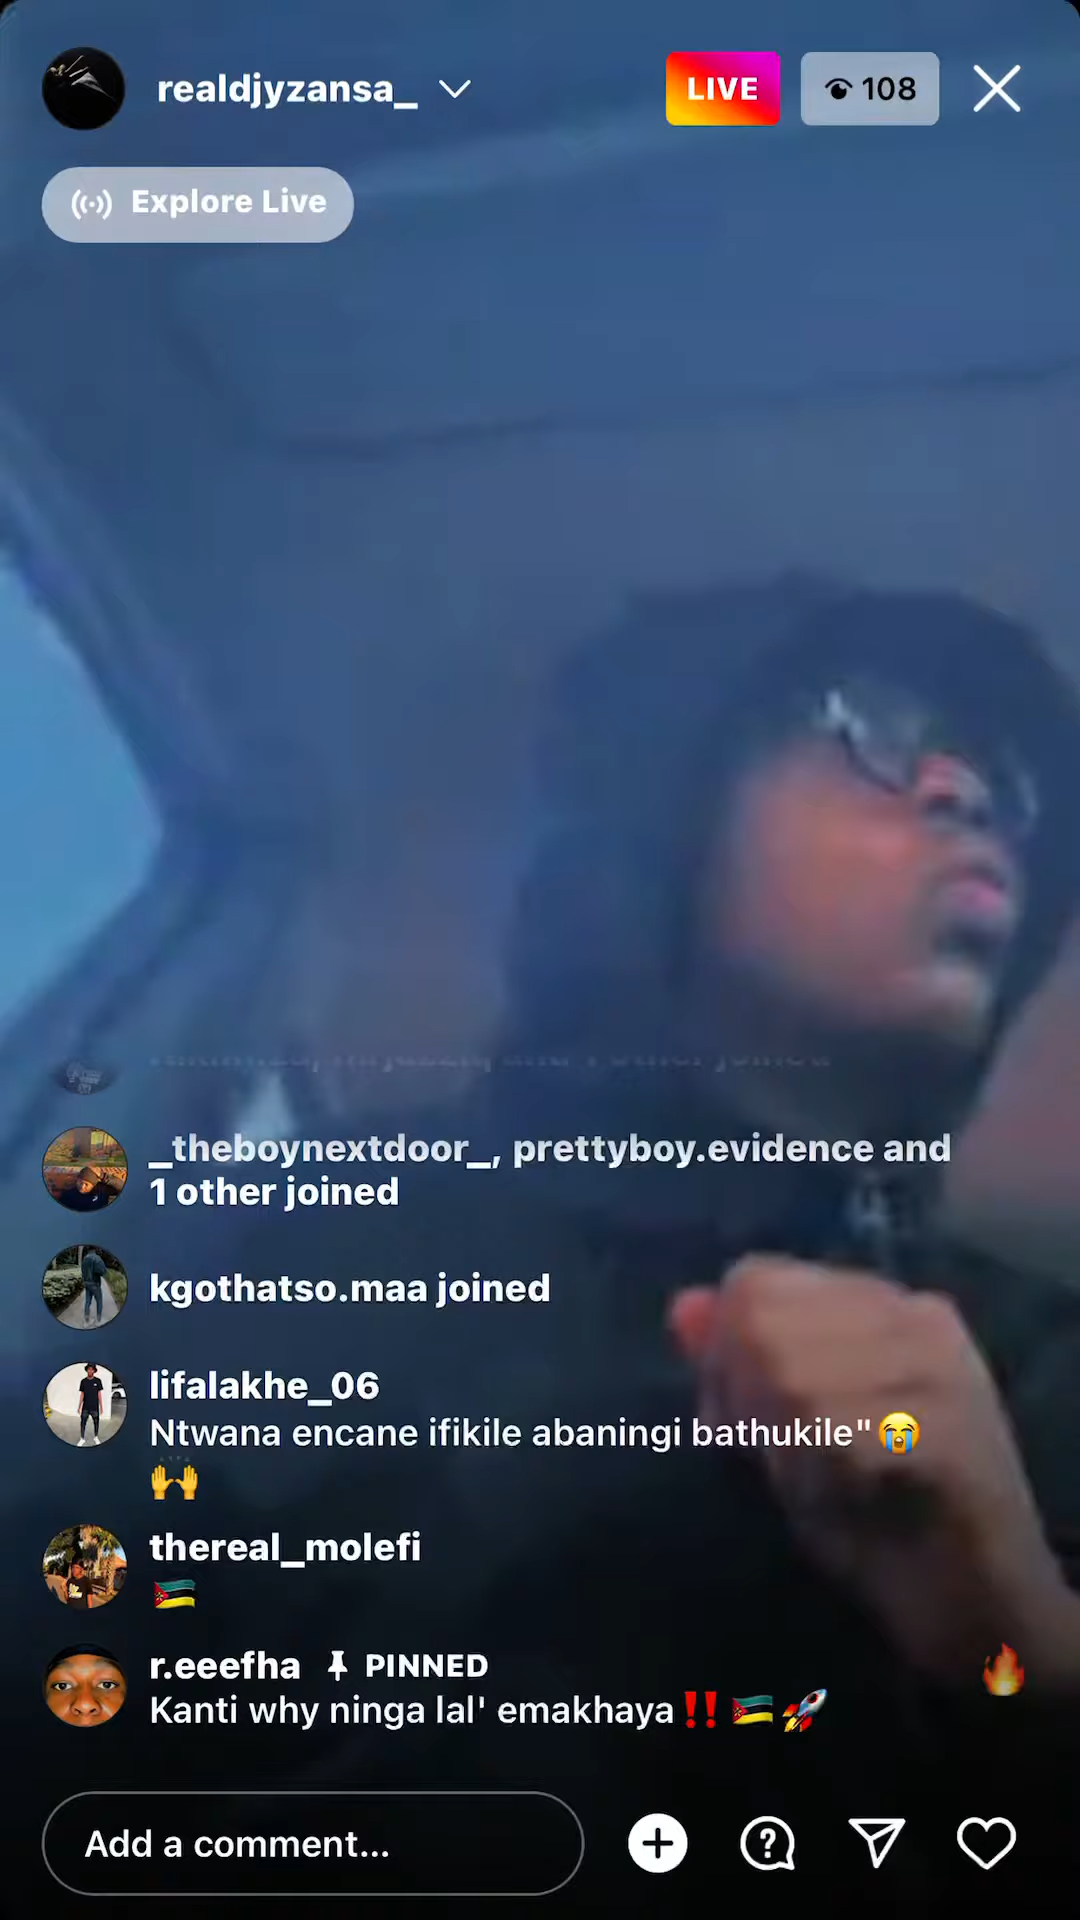 realdjyzansa_
LIVE
108
Explore Live
_theboynextdoor_, prettyboy.evidence and
1 other joined
kgothatso.maa joined
lifalakhe_06
Ntwana encane ifikile abaningi bathukile"😭
🙌
thereal_molefi
🇲🇿
r.eeefha PINNED
Kanti why ninga lal' emakhaya‼️🇲🇿🚀
Add a comment...